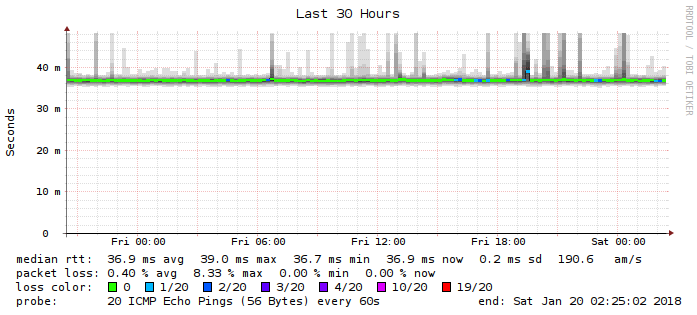 Last 30 Hours
RRDTOOL / TOBI OETIKER
Seconds
40 m
30 m
20 m
10 m
0
Fri 00:00 Fri 06:00 Fri 12:00 Fri 18:00 Sat 00:00
median rtt: 36.9 ms avg 39.0 ms max 36.7 ms min 36.9 ms now 0.2 ms sd 190.6 am/s
packet loss: 0.40 % avg 8.33 % max 0.00 % min 0.00 % now
loss color: 0 1/20 2/20 3/20 4/20 10/20 19/20
probe: 20 ICMP Echo Pings (56 Bytes) every 60s end: Sat Jan 20 02:25:02 2018